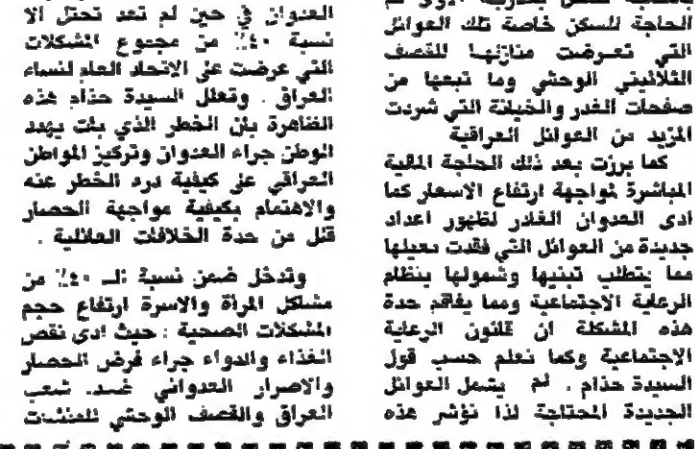 الحاجة للسكن خاصة تلك العوائل
التي تعرضت منازلها للقصف
الثلاثيني الوحشي وما تبعها من
صفحات الغدر والخيانة التي شردت
المزيد من العوائل العراقية
كما برزت بعد ذلك الحاجة المالية
المباشرة لمواجهة ارتفاع الاسعار كما
ادى العدوان الغادر لظهور اعداد
جديدة من العوائل التي فقدت معيلها
مما يتطلب تبنيها وشمولها بنظام
الرعاية الاجتماعية ومما يفاقم حدة
هذه المشكلة ان قانون الرعاية
الاجتماعية وكما نعلم حسب قول
السيدة حذام . لم يشمل العوائل
الجديدة المحتاجة لذا نؤشر هذه
العدوان في حين لم تعد تحتل الا
نسبة ٤٠٪ من مجموع المشكلات
التي عرضت على الاتحاد العام لنساء
العراق . وتعلل السيدة حذام هذه
الظاهرة بأن الخطر الذي بات يهدد
الوطن جراء العدوان وتركيز المواطن
العراقي على كيفية درء الخطر عنه
والاهتمام بكيفية مواجهة الحصار
قلل من حدة الخلافات العائلية .
وتدخل ضمن نسبة الـ ٤٠٪ من
مشاكل المرأة والاسرة ارتفاع حجم
المشكلات الصحية : حيث ادى نقص
الغذاء والدواء جراء فرض الحصار
والاصرار العدواني ضد شعب
العراق والقصف الوحشي للمنشآت